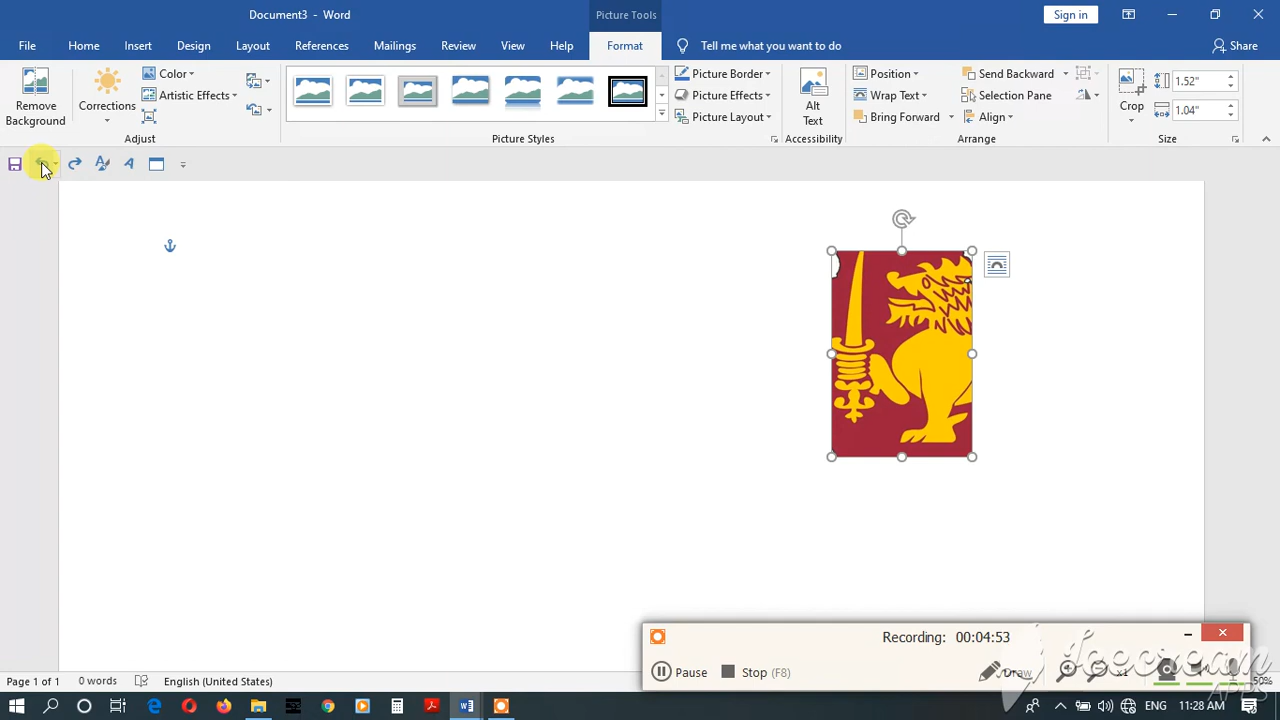 Document3 - Word
Picture Tools
Sign in
File
Home
Insert
Design
Layout
References
Mailings
Review
View
Help
Format
Tell me what you want to do
Share
Remove
Background
Corrections
Color
Artistic Effects
Adjust
Picture Styles
Picture Border
Picture Effects
Picture Layout
Alt
Text
Accessibility
Position
Wrap Text
Bring Forward
Send Backward
Selection Pane
Align
Arrange
Crop
1.52"
1.04"
Size
Recording: 00:04:53
Pause
Stop (F8)
Draw
x1
Icecream
APPS
Page 1 of 1
0 words
English (United States)
50%
11:28 AM